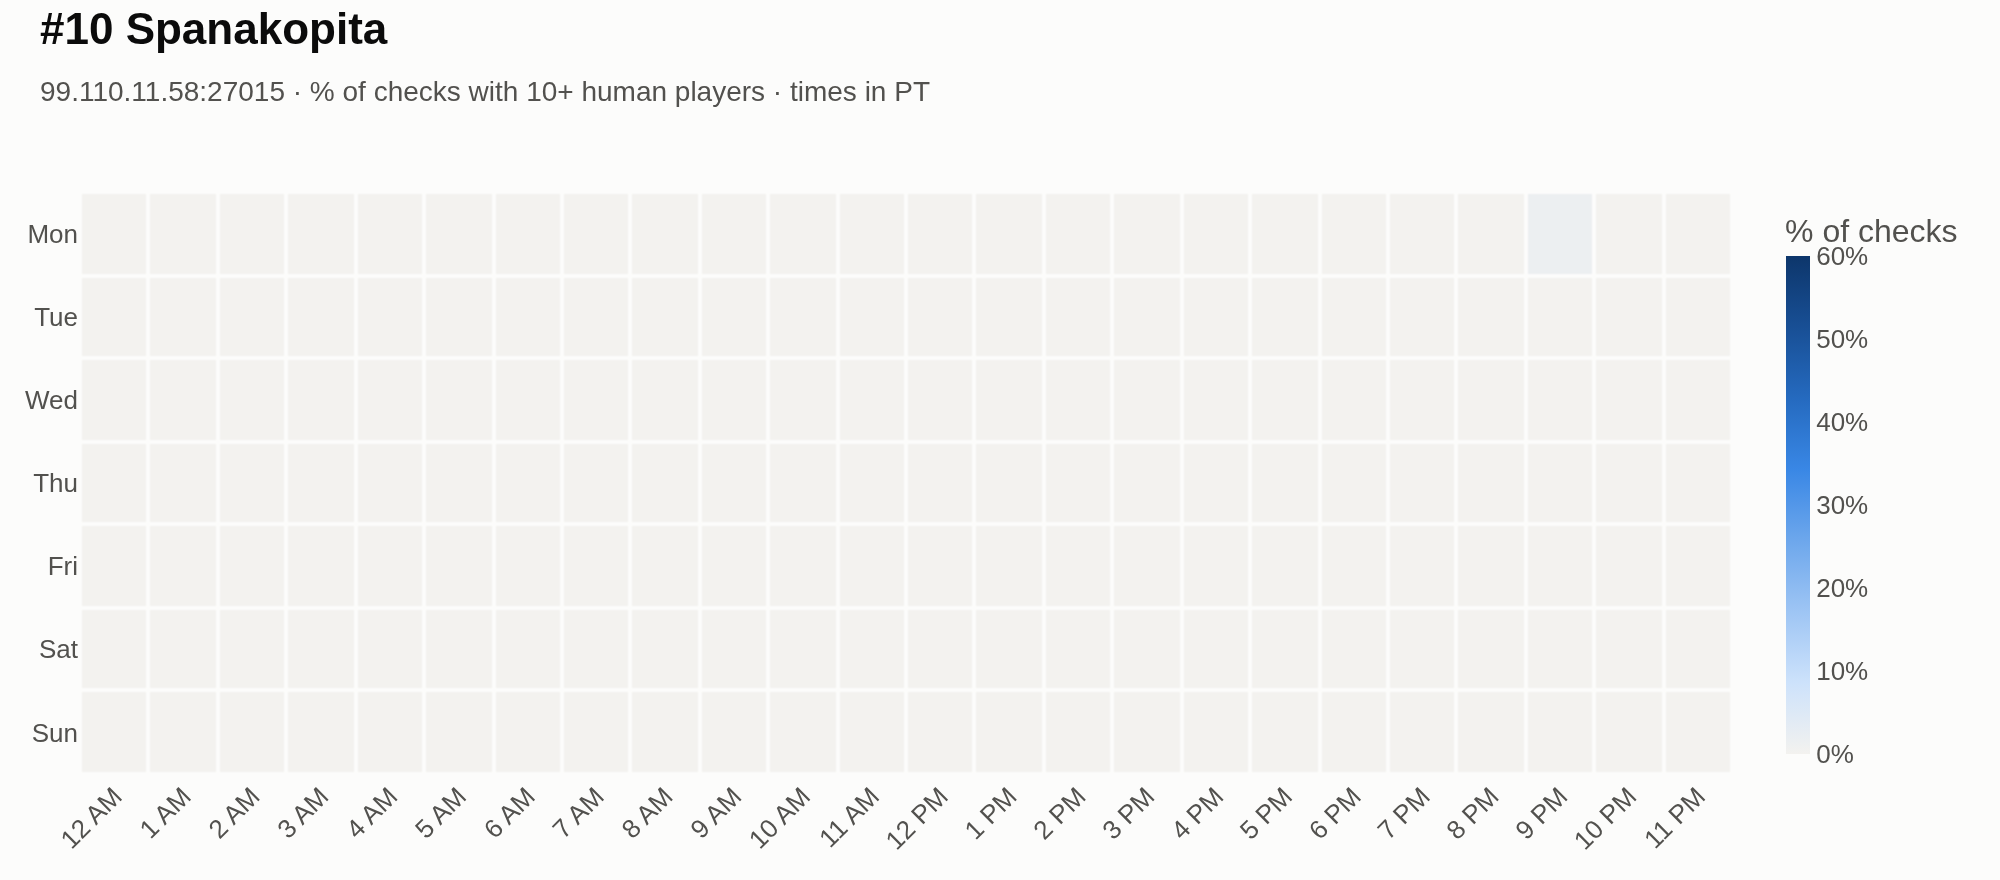 #10 Spanakopita
99.110.11.58:27015 · % of checks with 10+ human players · times in PT
% of checks
60%
50%
40%
30%
20%
10%
0%
Mon
Tue
Wed
Thu
Fri
Sat
Sun
12 AM
1 AM
2 AM
3 AM
4 AM
5 AM
6 AM
7 AM
8 AM
9 AM
10 AM
11 AM
12 PM
1 PM
2 PM
3 PM
4 PM
5 PM
6 PM
7 PM
8 PM
9 PM
10 PM
11 PM